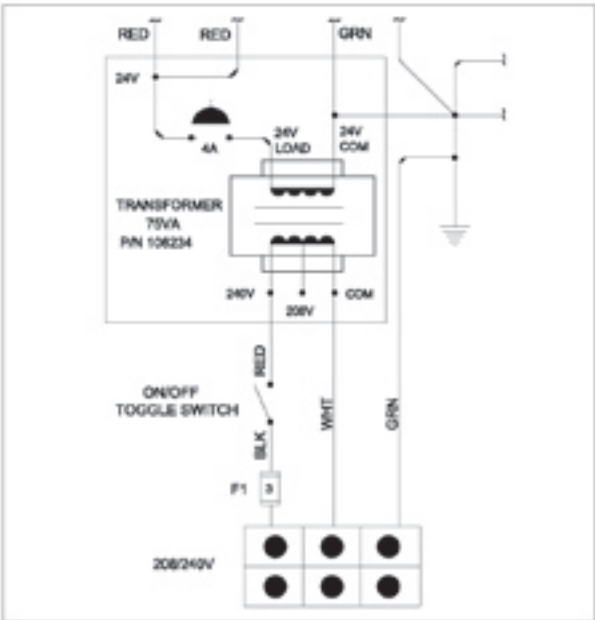 RED
RED
GRN
24V
4A
24V
LOAD
24V
COM
TRANSFORMER
75VA
P/N 106234
240V
208V
COM
RED
ON/OFF
TOGGLE SWITCH
WHT
GRN
BLK
F1
3
208/240V